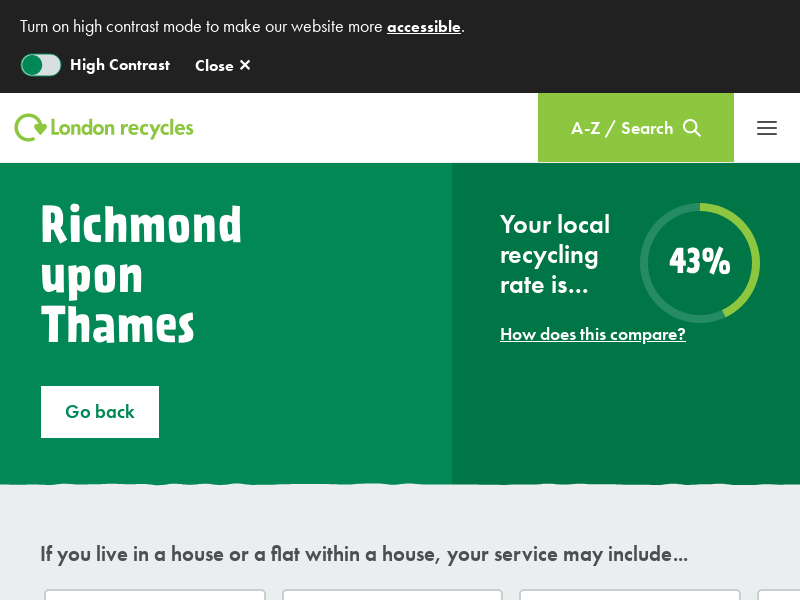 Turn on high contrast mode to make our website more accessible.
High Contrast
Close ✕
London recycles
A-Z / Search
Richmond
upon
Thames
Your local
recycling
rate is...
43%
How does this compare?
Go back
If you live in a house or a flat within a house, your service may include...